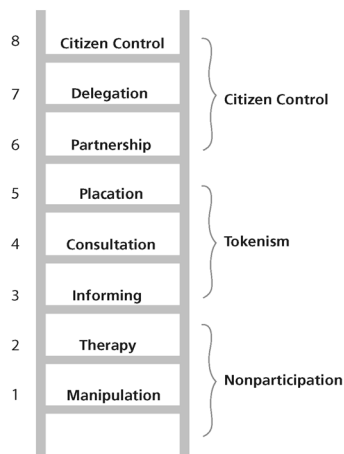 8 Citizen Control
7 Delegation
Citizen Control
6 Partnership
5 Placation
4 Consultation
Tokenism
3 Informing
2 Therapy
Nonparticipation
1 Manipulation